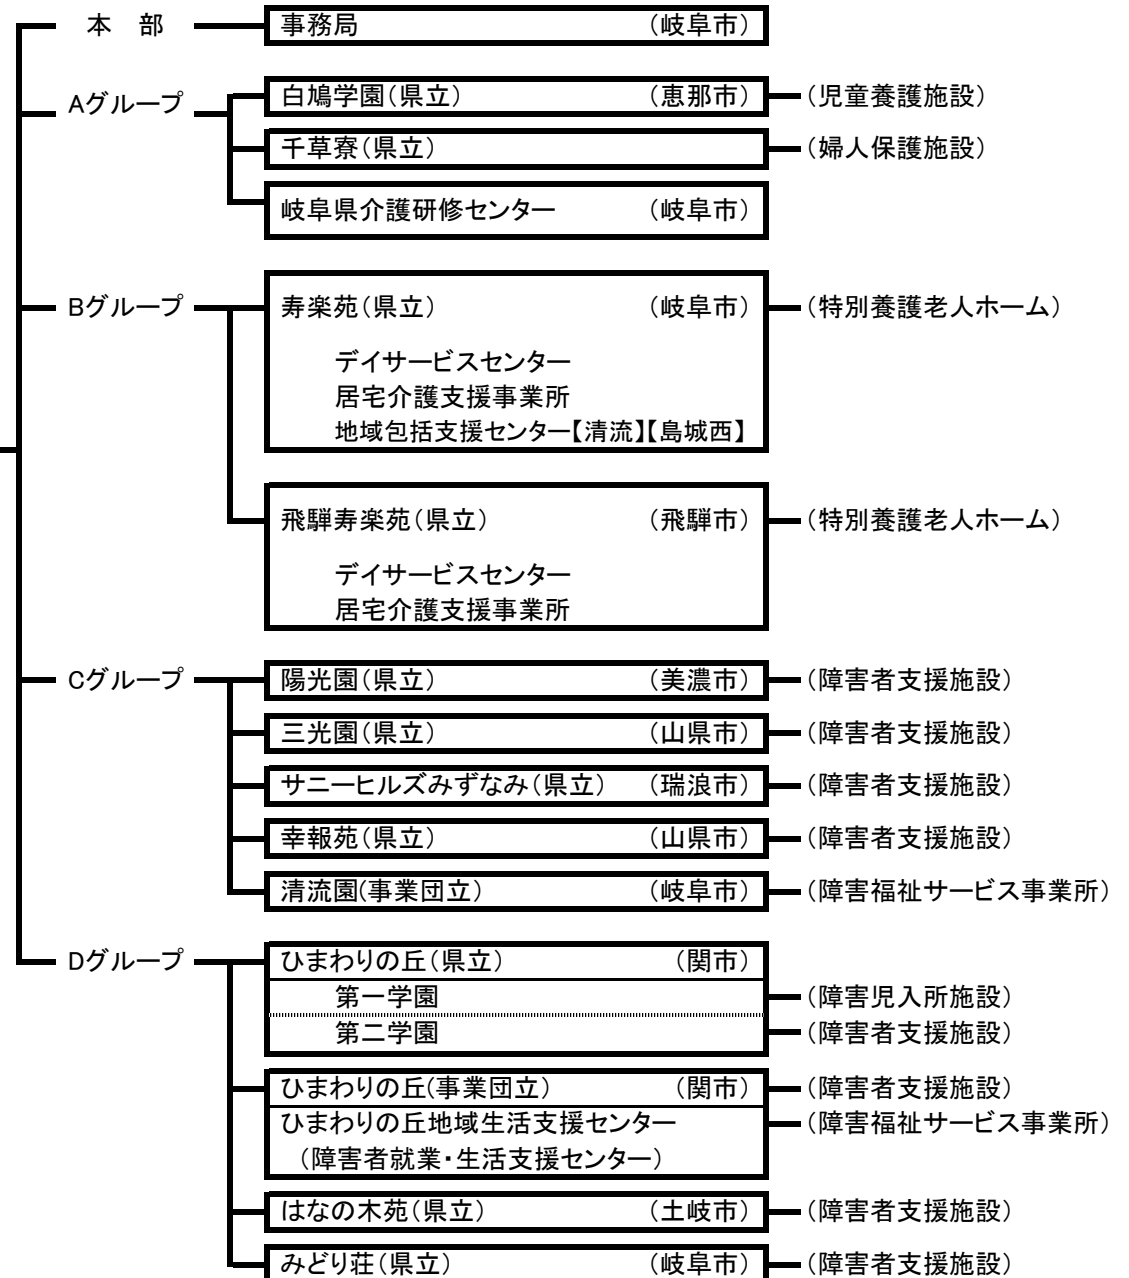 本　部　事務局　（岐阜市）
Aグループ　白鳩学園（県立）　（恵那市）　（児童養護施設）
千草寮（県立）　（婦人保護施設）
岐阜県介護研修センター　（岐阜市）
Bグループ　寿楽苑（県立）　（岐阜市）　（特別養護老人ホーム）
デイサービスセンター
居宅介護支援事業所
地域包括支援センター【清流】【島城西】
飛騨寿楽苑（県立）　（飛騨市）　（特別養護老人ホーム）
デイサービスセンター
居宅介護支援事業所
Cグループ　陽光園（県立）　（美濃市）　（障害者支援施設）
三光園（県立）　（山県市）　（障害者支援施設）
サニーヒルズみずなみ（県立）　（瑞浪市）　（障害者支援施設）
幸報苑（県立）　（山県市）　（障害者支援施設）
清流園(事業団立）　（岐阜市）　（障害福祉サービス事業所）
Dグループ　ひまわりの丘（県立）　（関市）
第一学園　（障害児入所施設）
第二学園　（障害者支援施設）
ひまわりの丘(事業団立）　（関市）　（障害者支援施設）
ひまわりの丘地域生活支援センター　（障害福祉サービス事業所）
（障害者就業・生活支援センター）
はなの木苑（県立）　（土岐市）　（障害者支援施設）
みどり荘（県立）　（岐阜市）　（障害者支援施設）